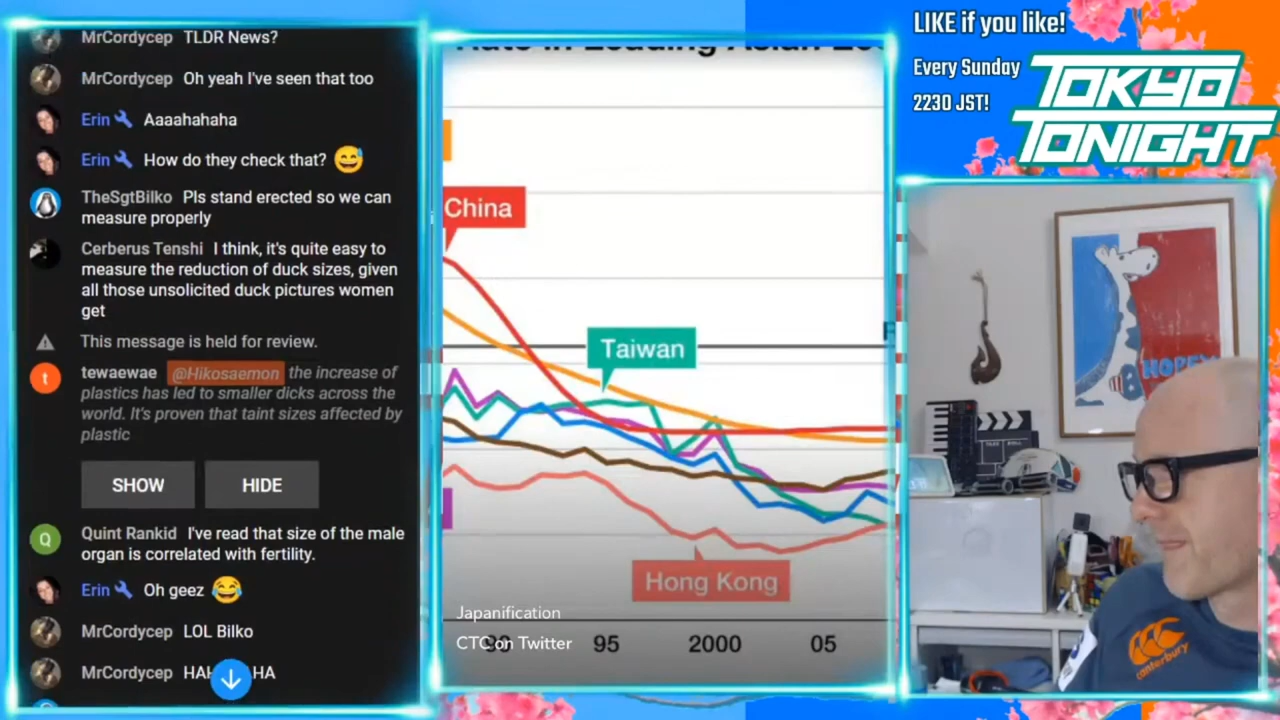 MrCordycep TLDR News?
MrCordycep Oh yeah I've seen that too
Erin Aaaahahaha
Erin How do they check that?
TheSgtBilko Pls stand erected so we can
measure properly
Cerberus Tenshi I think, it's quite easy to
measure the reduction of duck sizes, given
all those unsolicited duck pictures women
get
This message is held for review.
t
tewaewae @Hikosaemon the increase of
plastics has led to smaller dicks across the
world. It's proven that taint sizes affected by
plastic
SHOW
HIDE
Q
Quint Rankid I've read that size of the male
organ is correlated with fertility.
Erin Oh geez
MrCordycep LOL Bilko
MrCordycep HAH HA
Rate in Leading Asian
China
Taiwan
Hong Kong
Japanification
CTC on Twitter
90 95 2000 05
LIKE if you like!
Every Sunday
2230 JST!
TOKYO
TONIGHT
canterbury